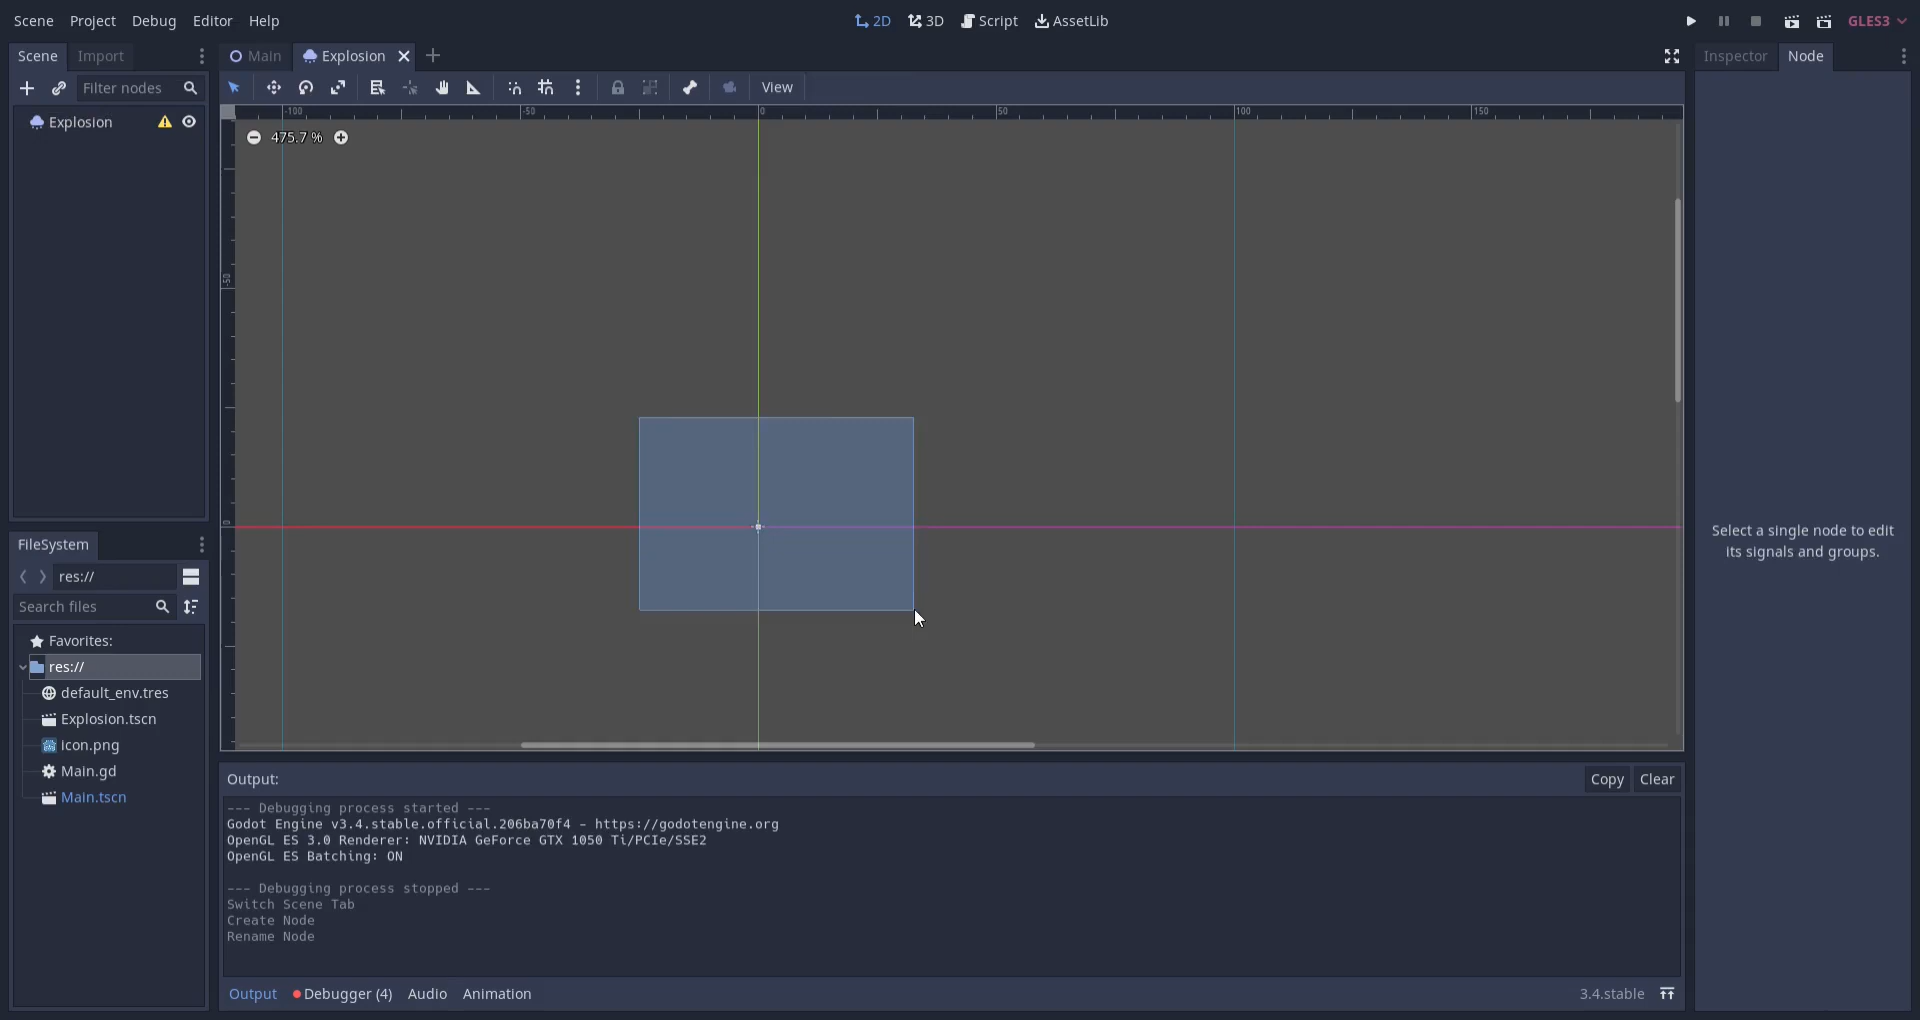 Scene Project Debug Editor Help
2D 3D Script AssetLib
GLES3
Scene Import
Main Explosion
Inspector Node
Filter nodes
View
Explosion
-100 -50 0 50 100 150
475.7 %
-50
0
Select a single node to edit
its signals and groups.
FileSystem
res://
Search files
Favorites:
res://
default_env.tres
Explosion.tscn
icon.png
Main.gd
Main.tscn
Output:
Copy Clear
--- Debugging process started ---
Godot Engine v3.4.stable.official.206ba70f4 - https://godotengine.org
OpenGL ES 3.0 Renderer: NVIDIA GeForce GTX 1050 Ti/PCIe/SSE2
OpenGL ES Batching: ON
--- Debugging process stopped ---
Switch Scene Tab
Create Node
Rename Node
Output Debugger (4) Audio Animation
3.4.stable